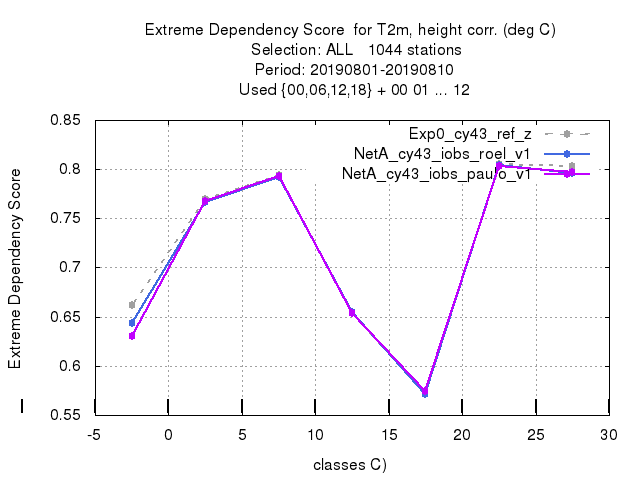 Extreme Dependency Score  for T2m, height corr. (deg C)
Selection: ALL   1044 stations
Period: 20190801-20190810
Used {00,06,12,18} + 00 01 ... 12
Exp0_cy43_ref_z
NetA_cy43_iobs_roel_v1
NetA_cy43_iobs_paulo_v1
0.85
0.8
0.75
0.7
0.65
0.6
0.55
Extreme Dependency Score
-5 0 5 10 15 20 25 30
classes C)